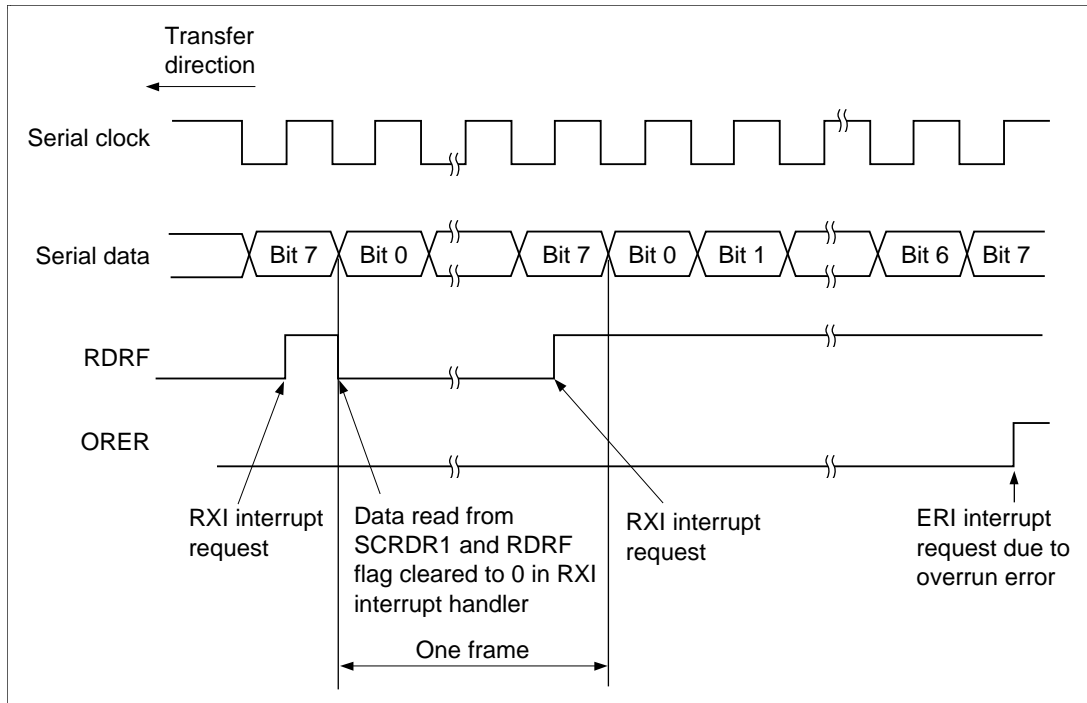 Transfer
direction
Serial clock
Serial data
Bit 7
Bit 0
Bit 7
Bit 0
Bit 1
Bit 6
Bit 7
RDRF
ORER
RXI interrupt
request
Data read from
SCRDR1 and RDRF
flag cleared to 0 in RXI
interrupt handler
RXI interrupt
request
ERI interrupt
request due to
overrun error
One frame